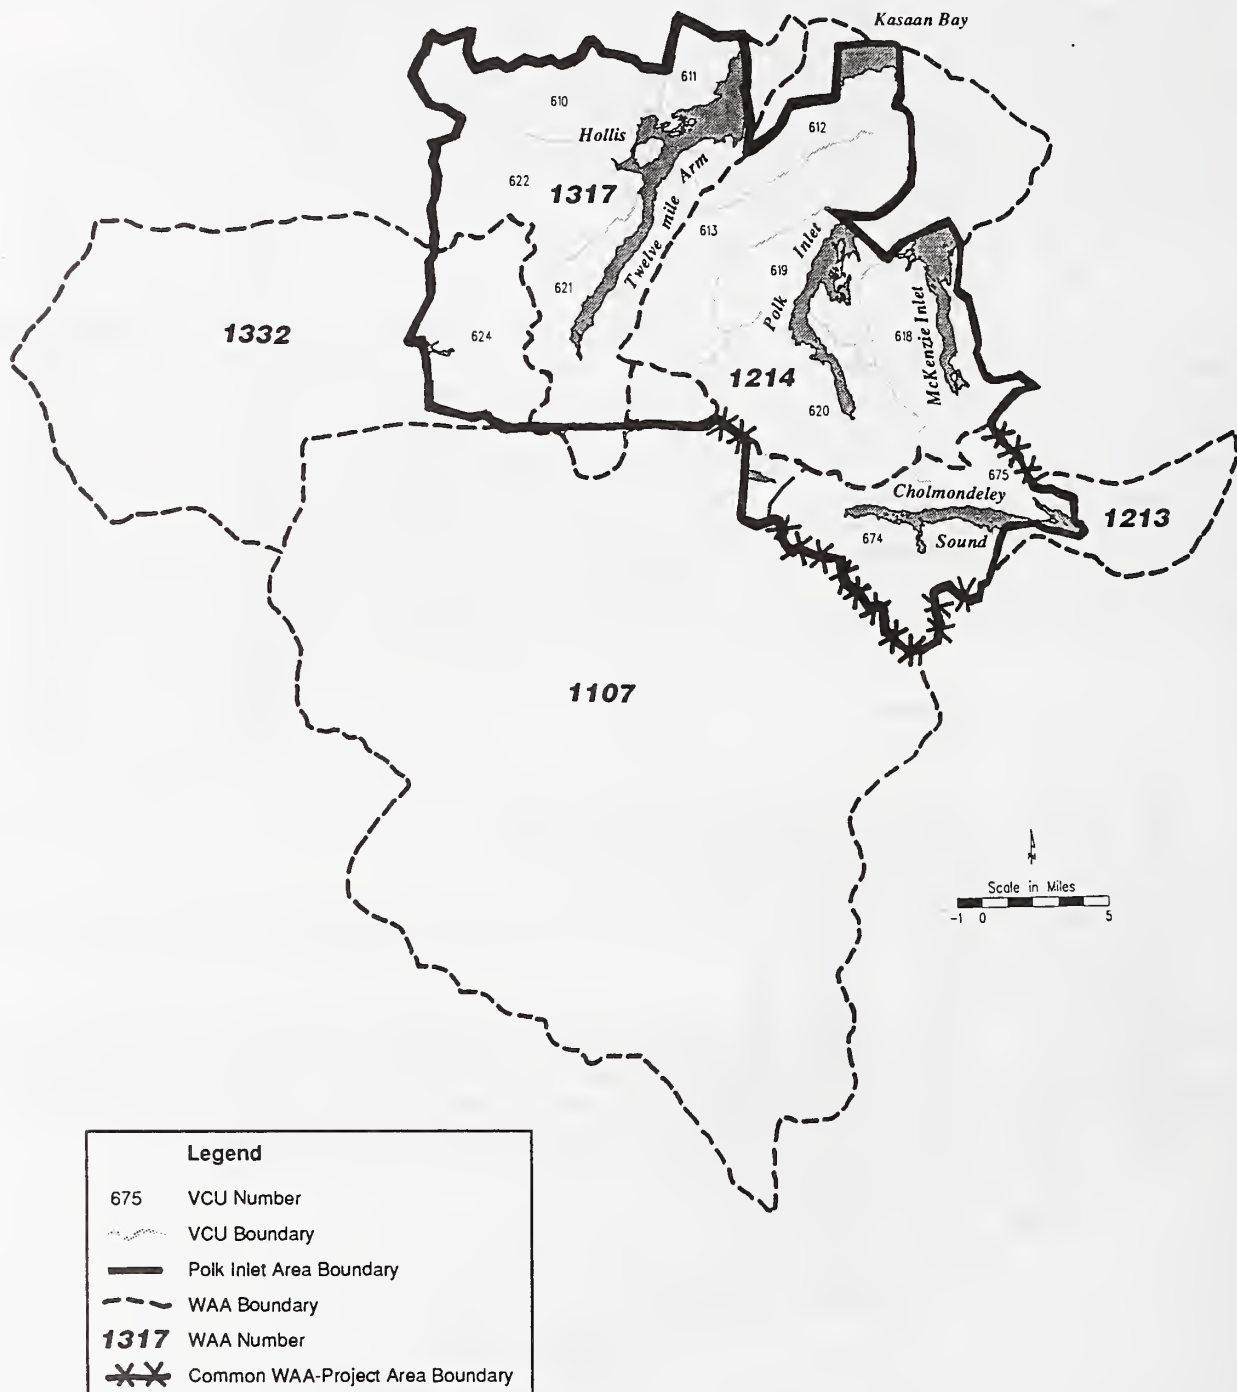 Kasaan Bay
611
610
612
Hollis
622
1317
Twelve mile Arm
613
Inlet
619
Polk
621
1332
624
618
McKenzie Inlet
1214
620
675
Cholmondeley
1213
674
Sound
1107
Scale in Miles
-1 0 5
Legend
675 VCU Number
VCU Boundary
Polk Inlet Area Boundary
WAA Boundary
1317 WAA Number
Common WAA-Project Area Boundary